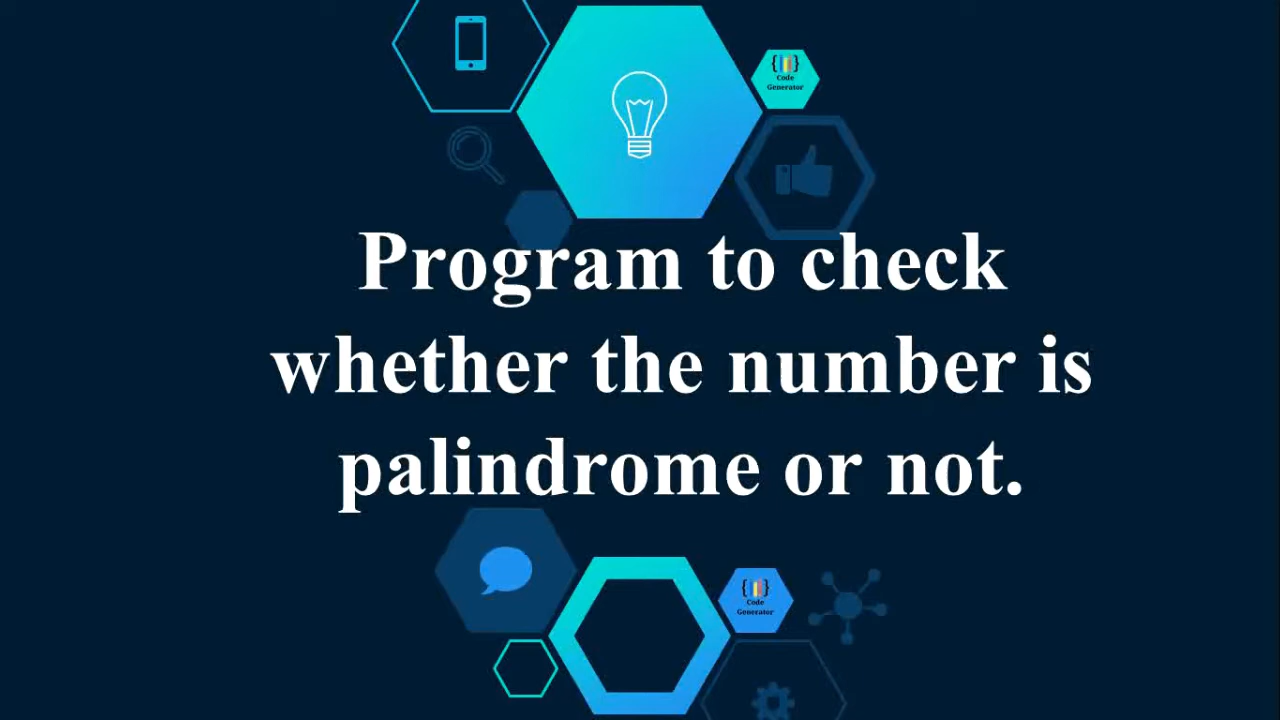 { }
Code
Generator
Program to check
whether the number is
palindrome or not.
{ }
Code
Generator